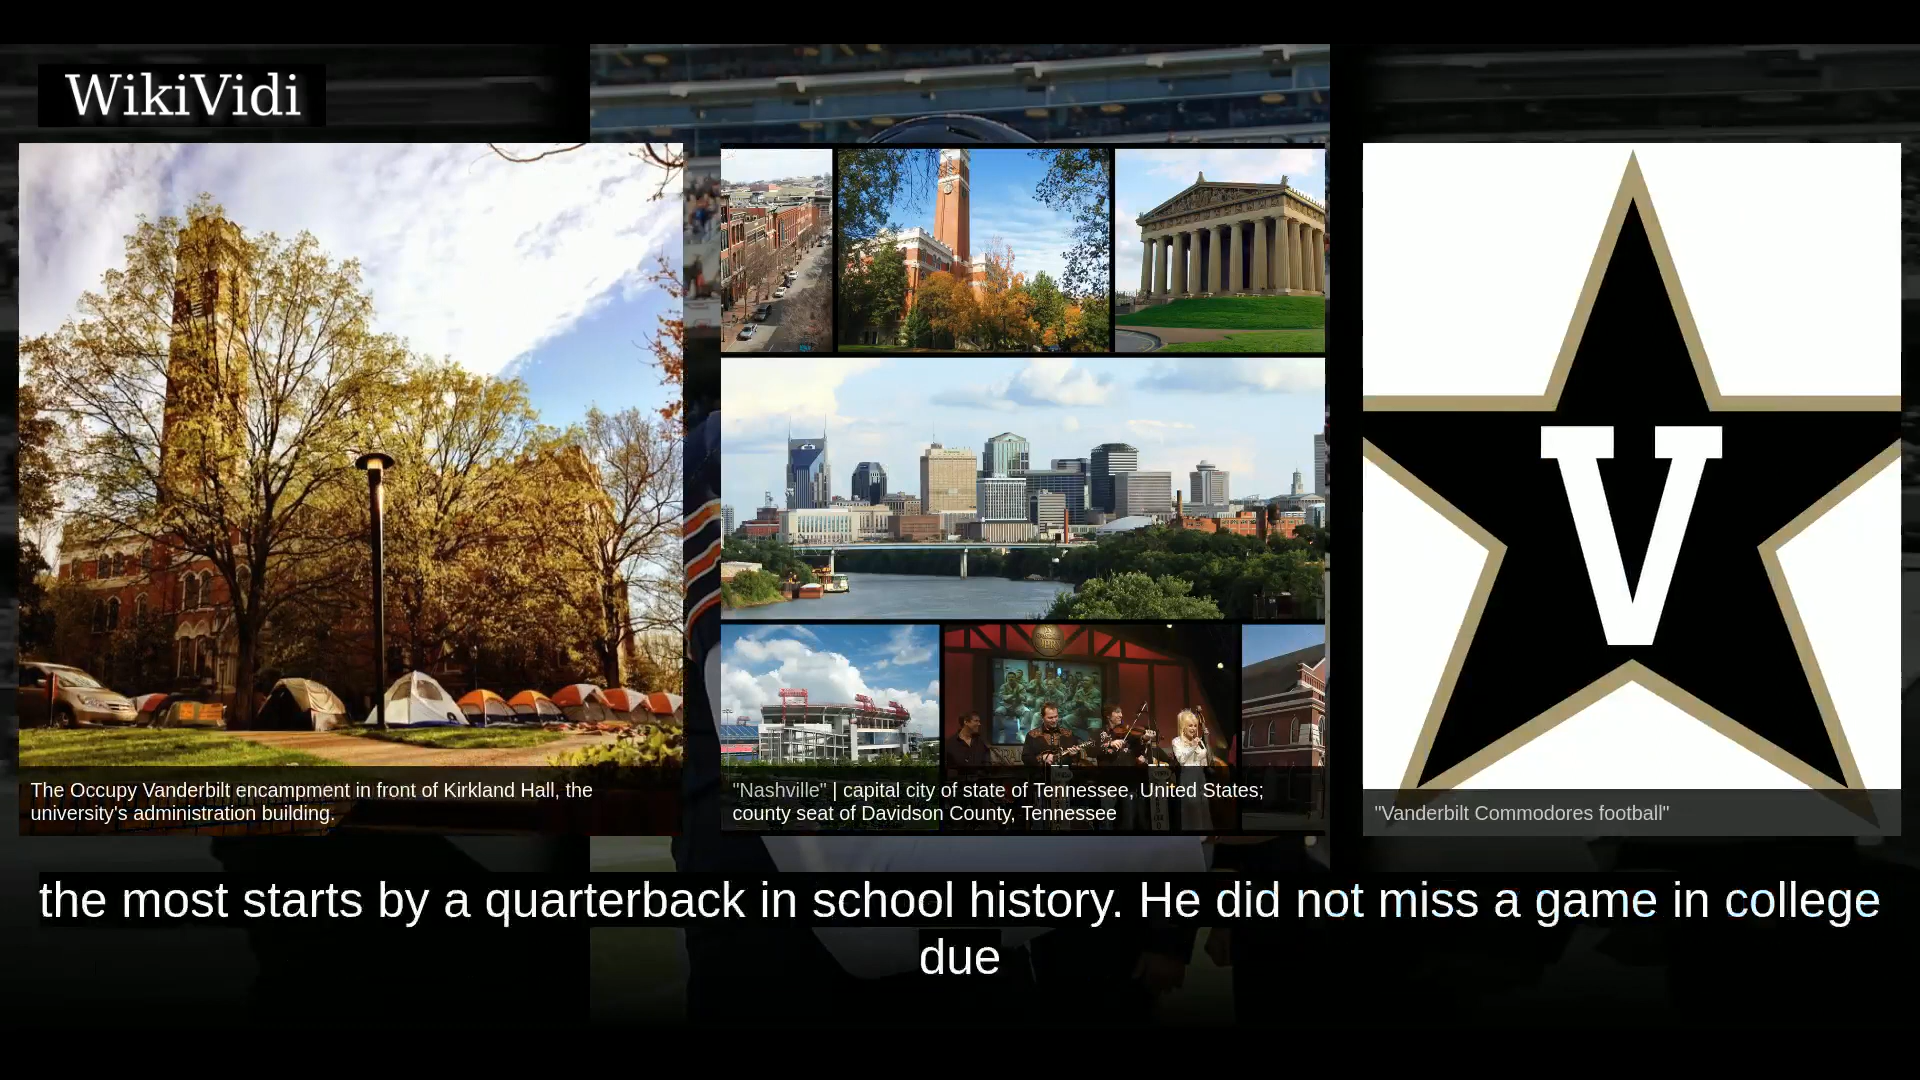 WikiVidi
The Occupy Vanderbilt encampment in front of Kirkland Hall, the
university's administration building.
"Nashville" | capital city of state of Tennessee, United States;
county seat of Davidson County, Tennessee
V
"Vanderbilt Commodores football"
the most starts by a quarterback in school history. He did not miss a game in college
due